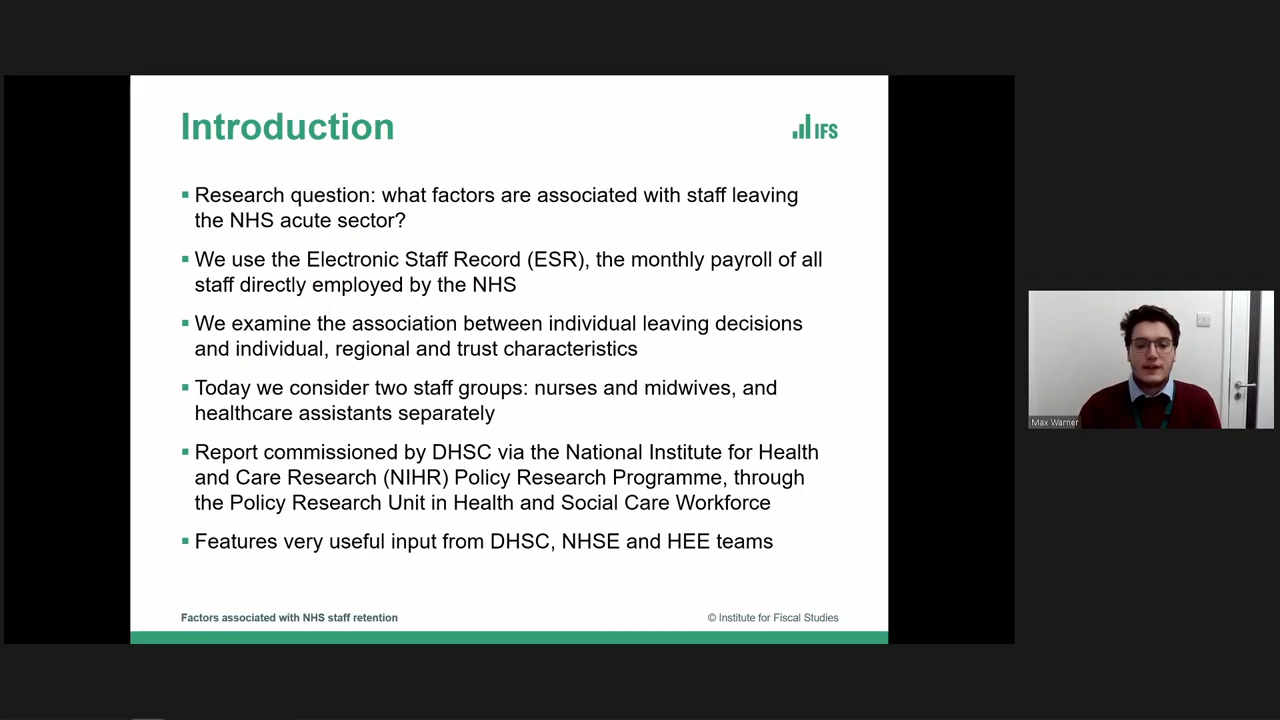 Introduction
IFS
▪ Research question: what factors are associated with staff leaving
the NHS acute sector?
▪ We use the Electronic Staff Record (ESR), the monthly payroll of all
staff directly employed by the NHS
▪ We examine the association between individual leaving decisions
and individual, regional and trust characteristics
▪ Today we consider two staff groups: nurses and midwives, and
healthcare assistants separately
▪ Report commissioned by DHSC via the National Institute for Health
and Care Research (NIHR) Policy Research Programme, through
the Policy Research Unit in Health and Social Care Workforce
▪ Features very useful input from DHSC, NHSE and HEE teams
Factors associated with NHS staff retention
© Institute for Fiscal Studies
Max Warner